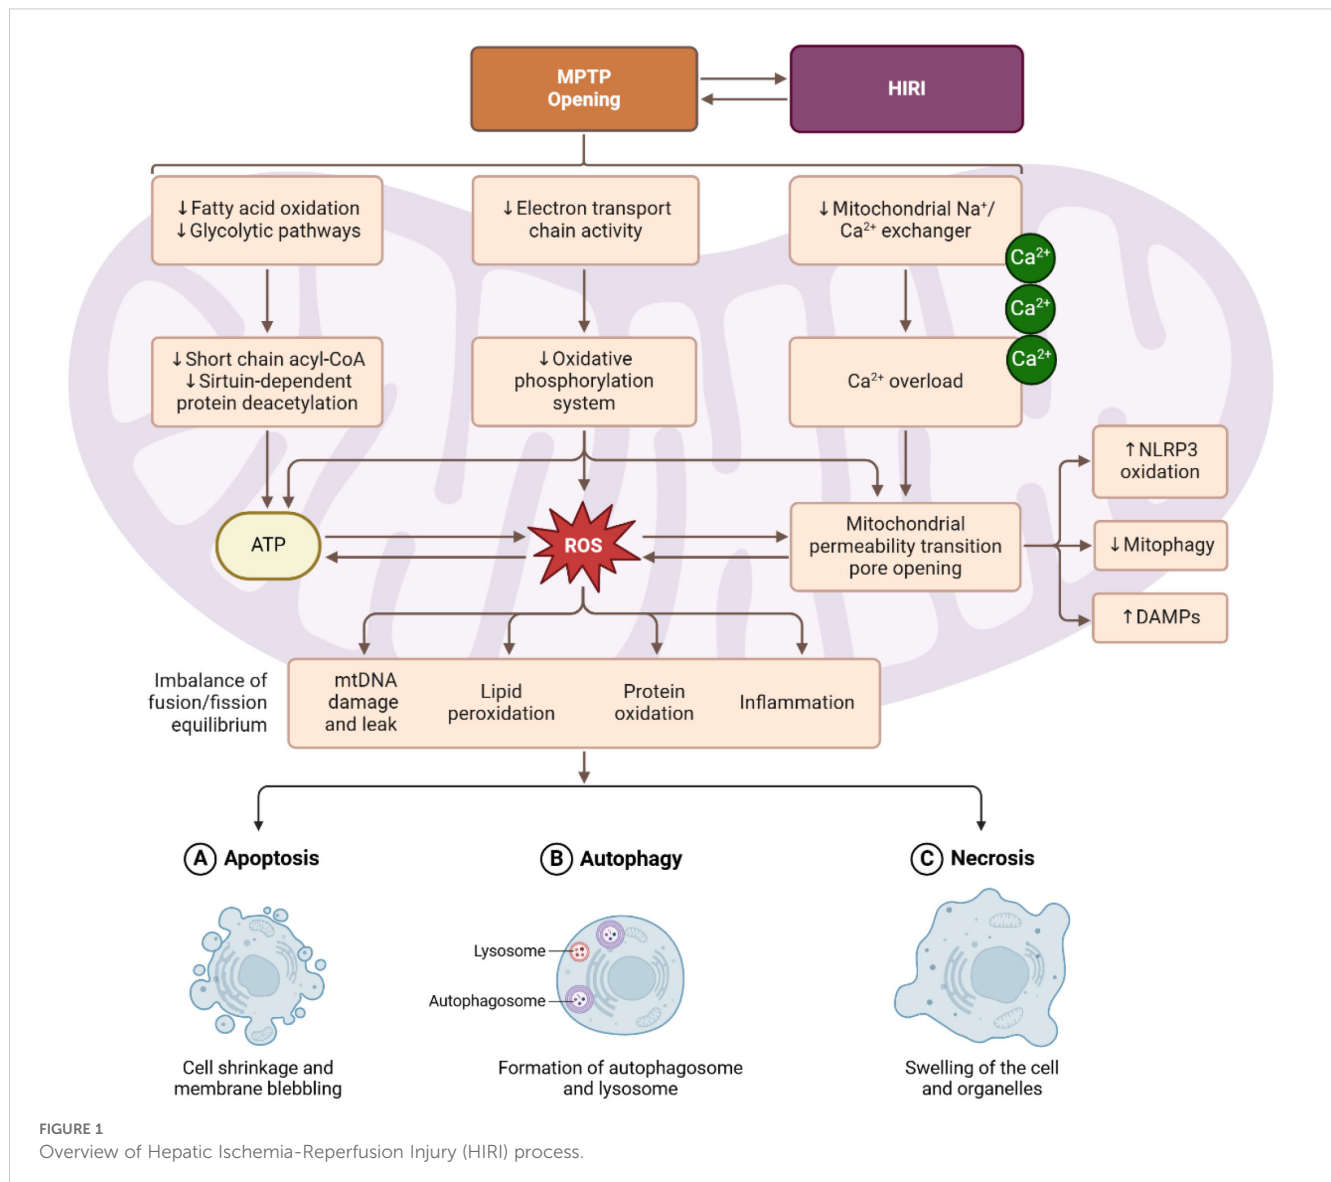 MPTP
Opening
HIRI
↓Fatty acid oxidation
↓Glycolytic pathways
↓Electron transport
chain activity
↓Mitochondrial Na⁺/
Ca²⁺ exchanger
Ca²⁺
Ca²⁺
Ca²⁺
↓Short chain acyl-CoA
↓Sirtuin-dependent
protein deacetylation
↓Oxidative
phosphorylation
system
Ca²⁺ overload
ATP
ROS
Mitochondrial
permeability transition
pore opening
↑NLRP3
oxidation
↓Mitophagy
↑DAMPs
Imbalance of
fusion/fission
equilibrium
mtDNA
damage
and leak
Lipid
peroxidation
Protein
oxidation
Inflammation
A Apoptosis
B Autophagy
C Necrosis
Lysosome
Autophagosome
Cell shrinkage and
membrane blebbling
Formation of autophagosome
and lysosome
Swelling of the cell
and organelles
FIGURE 1
Overview of Hepatic Ischemia-Reperfusion Injury (HIRI) process.